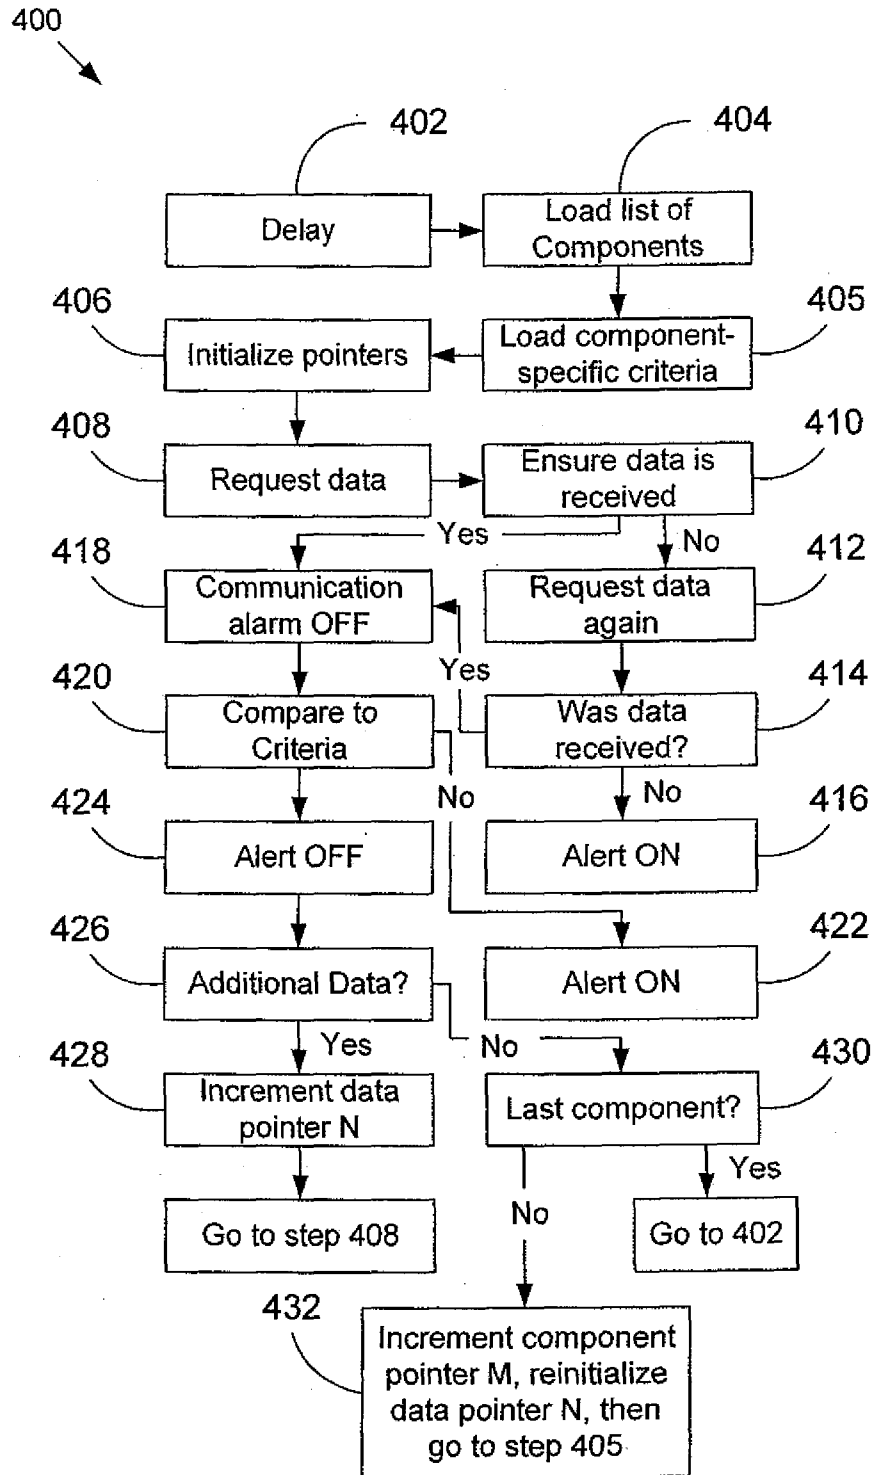 400
402
404
Delay
Load list of
Components
406
405
Initialize pointers
Load component-
specific criteria
408
410
Request data
Ensure data is
received
Yes
No
418
412
Communication
alarm OFF
Request data
again
Yes
420
414
Compare to
Criteria
Was data
received?
No
No
424
416
Alert OFF
Alert ON
426
422
Additional Data?
Alert ON
Yes
No
428
430
Increment data
pointer N
Last component?
Yes
No
Go to step 408
Go to 402
432
Increment component
pointer M, reinitialize
data pointer N, then
go to step 405